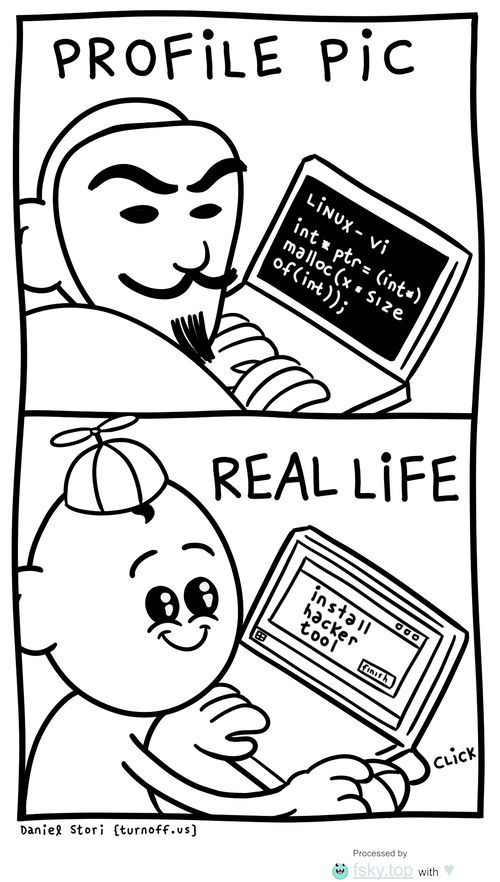 PROFiLE PiC
LiNUX- Vi
int * ptr= (int*)
malloc(x * size
of(int));
REAL LiFE
install
hacker
tool
finish
CLiCK
Daniel Stori {turnoff.us}
Processed by
fsky.top with ♥